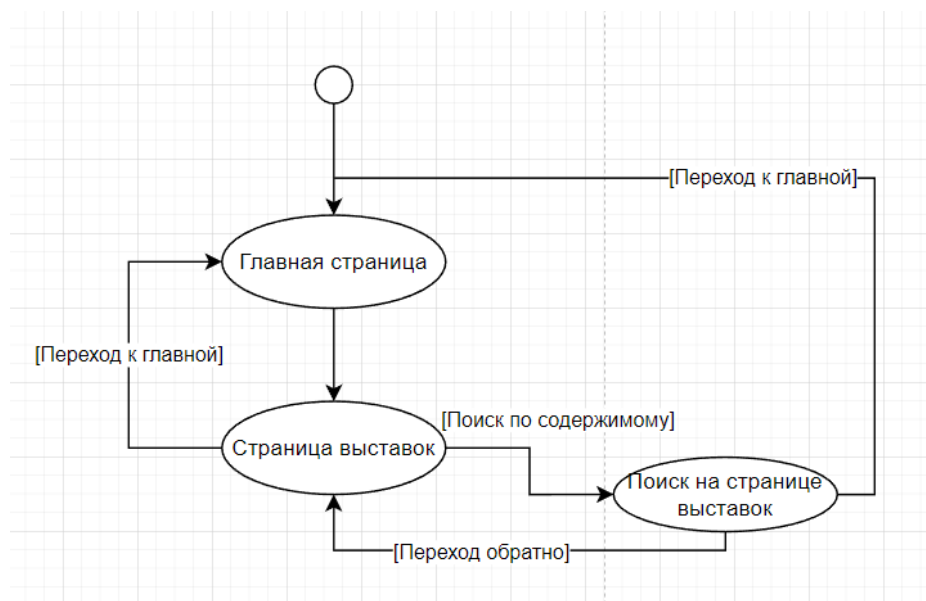 [Переход к главной]
Главная страница
[Переход к главной]
[Поиск по содержимому]
Страница выставок
Поиск на странице
выставок
[Переход обратно]